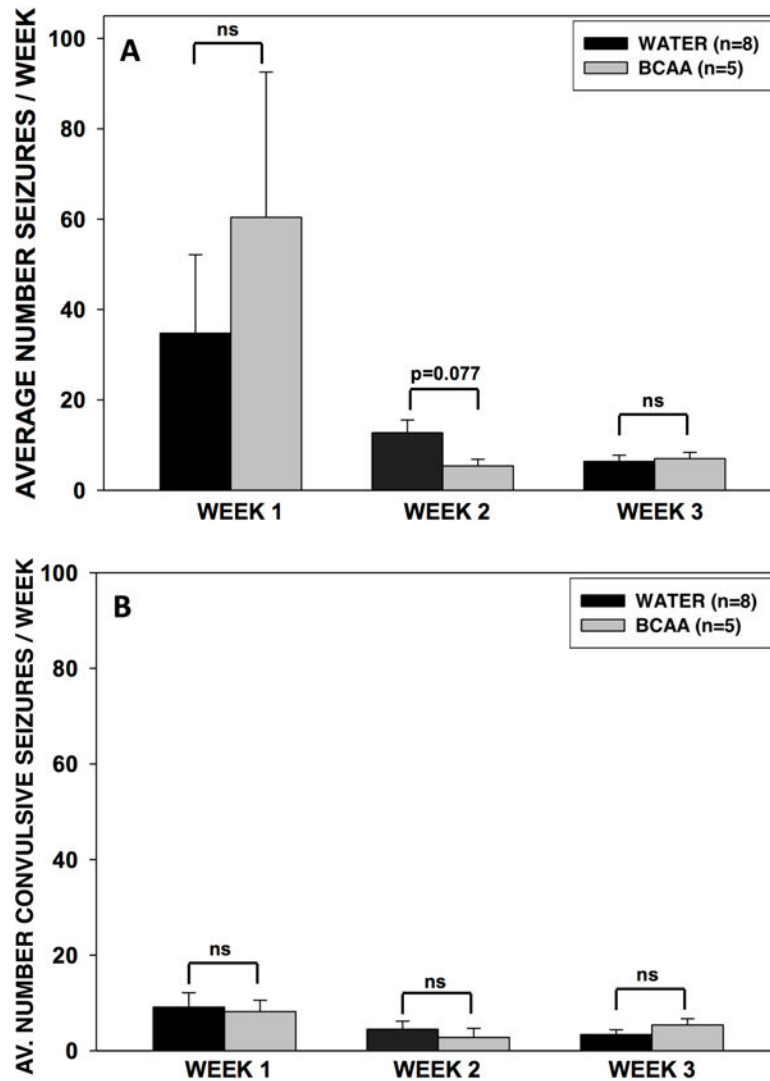 A
AVERAGE NUMBER SEIZURES / WEEK
100
80
60
40
20
0
ns
p=0.077
ns
WATER (n=8)
BCAA (n=5)
WEEK 1
WEEK 2
WEEK 3
B
AV. NUMBER CONVULSIVE SEIZURES / WEEK
100
80
60
40
20
0
ns
ns
ns
WATER (n=8)
BCAA (n=5)
WEEK 1
WEEK 2
WEEK 3